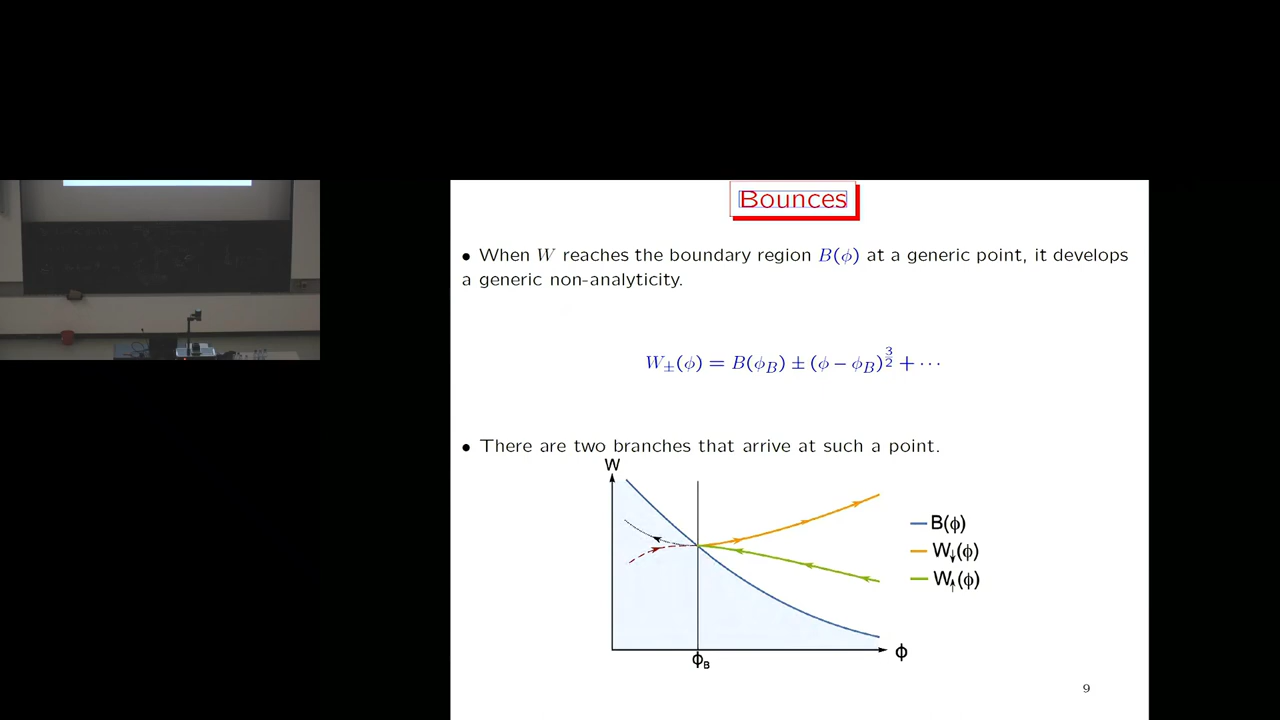 Bounces
• When W reaches the boundary region B(ϕ) at a generic point, it develops
a generic non-analyticity.
W±(ϕ) = B(ϕ_B) ± (ϕ − ϕ_B)^{3/2} + ⋯
• There are two branches that arrive at such a point.
W
B(ϕ)
W↓(ϕ)
W↑(ϕ)
ϕ
ϕ_B
9